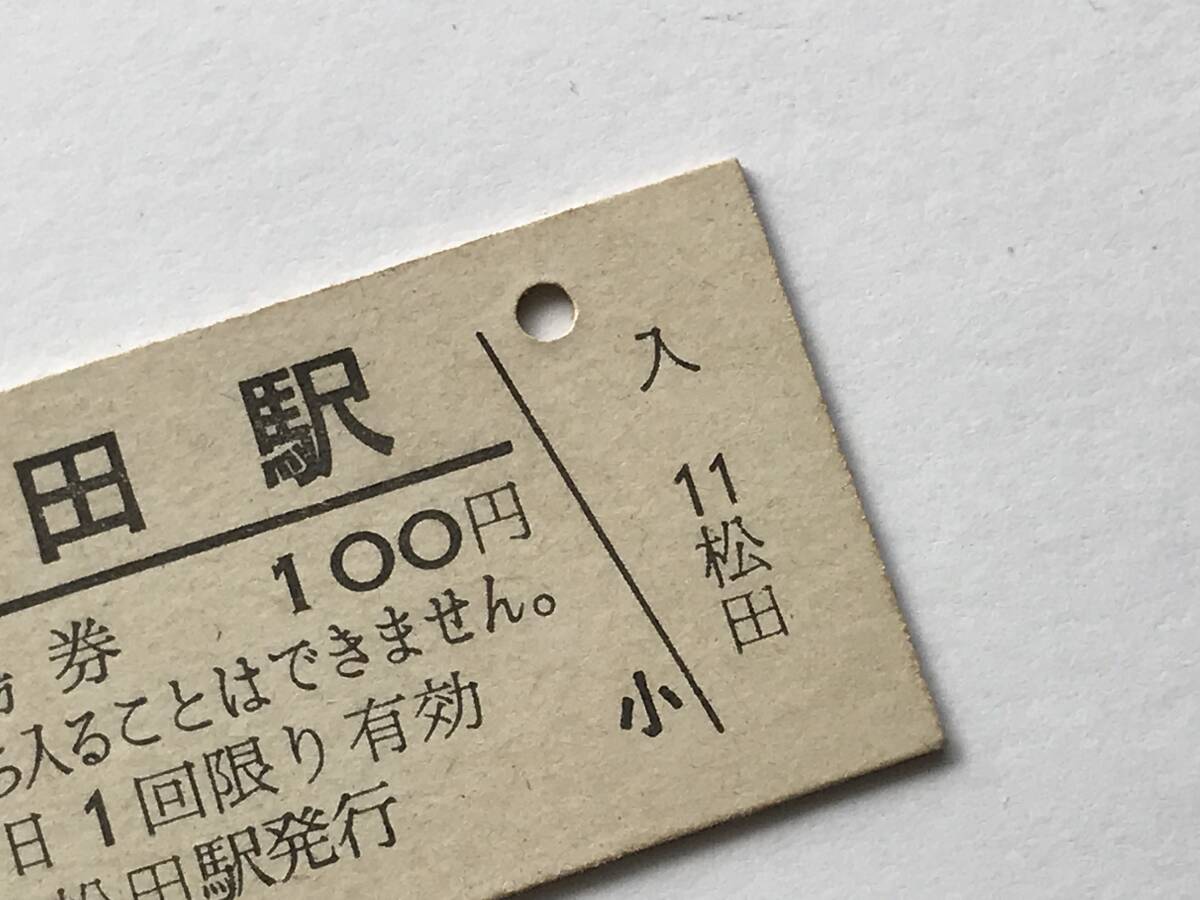 田駅
100円
券
入ることはできません。
日1回限り有効
松田駅発行
小
入
11
松田